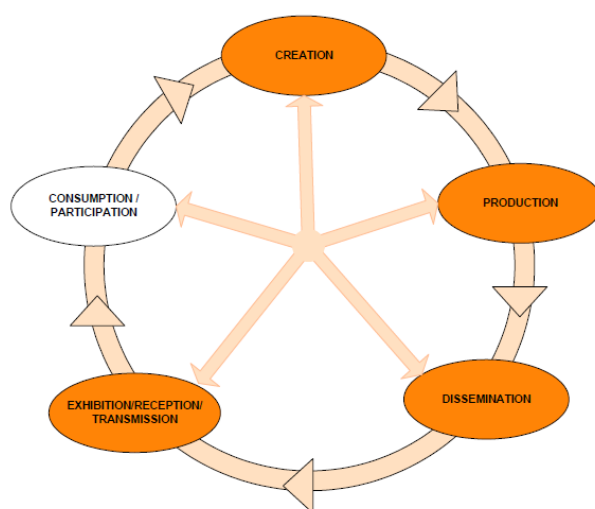 CREATION
CONSUMPTION /
PARTICIPATION
PRODUCTION
EXHIBITION/RECEPTION/
TRANSMISSION
DISSEMINATION